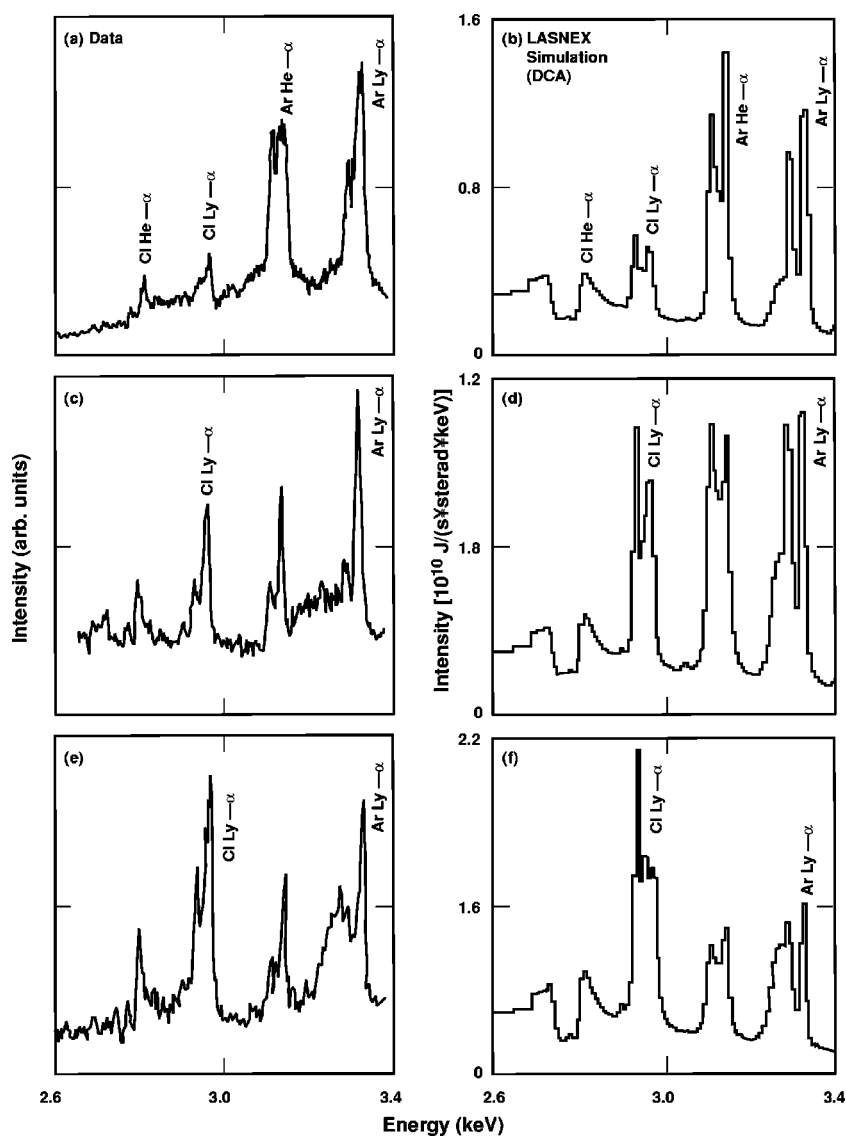 (a) Data
Cl He—α
Cl Ly—α
Ar He—α
Ar Ly—α
(b) LASNEX
Simulation
(DCA)
1.6
0.8
0
Cl He—α
Cl Ly—α
Ar He—α
Ar Ly—α
(c)
Cl Ly—α
Ar Ly—α
(d)
1.2
1.8
0
Cl Ly—α
Ar Ly—α
(e)
Cl Ly—α
Ar Ly—α
(f)
2.2
1.6
0
Cl Ly—α
Ar Ly—α
Intensity (arb. units)
Intensity [10¹⁰ J/(s¥sterad¥keV)]
2.6
3.0
3.4
2.6
3.0
3.4
Energy (keV)